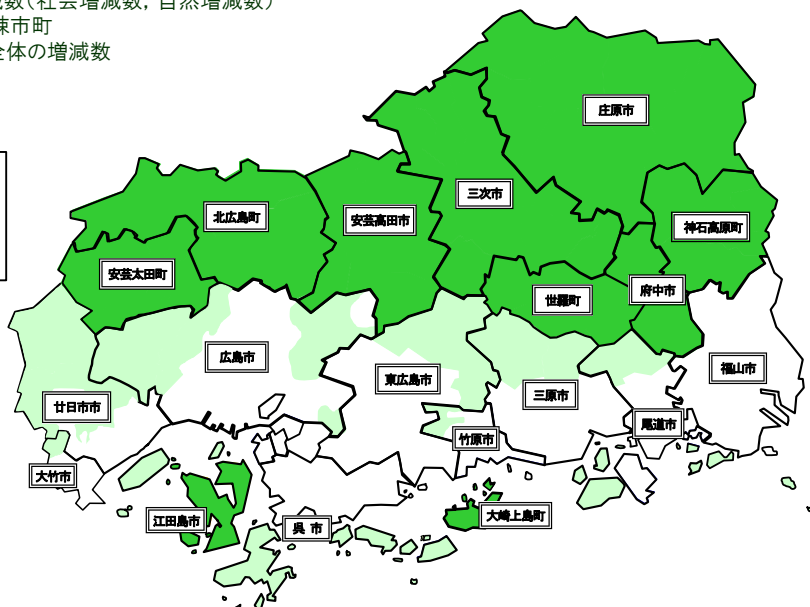 減数(社会増減数, 自然増減数)
市町
全体の増減数
庄原市
三次市
北広島町
安芸高田市
神石高原町
安芸太田町
世羅町
府中市
広島市
東広島市
三原市
福山市
廿日市市
尾道市
竹原市
大竹市
江田島市
呉 市
大崎上島町